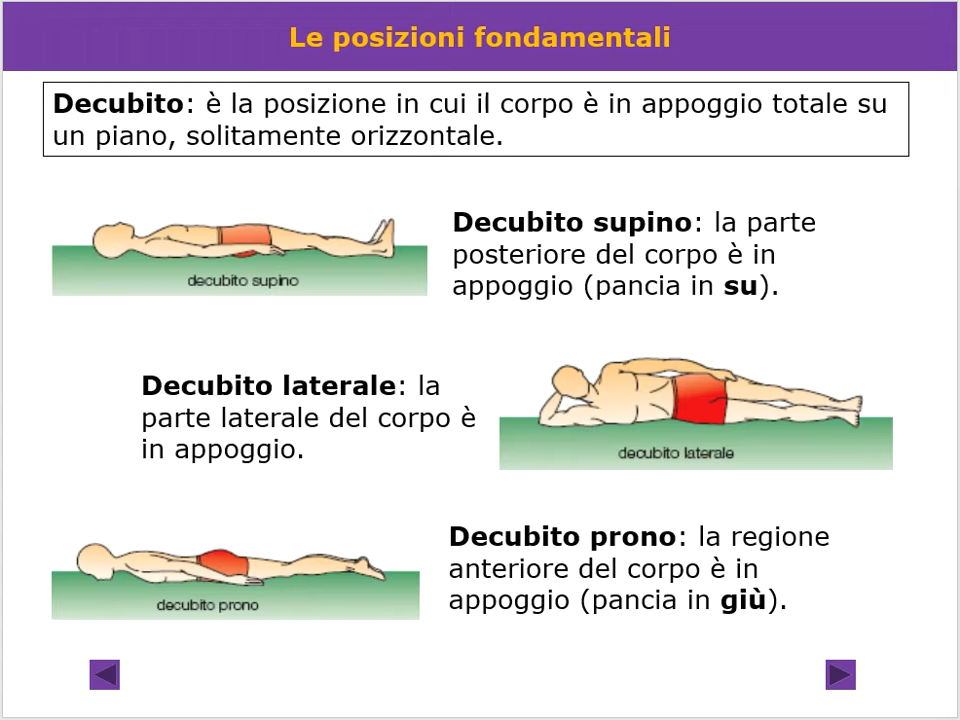 Le posizioni fondamentali
Decubito: è la posizione in cui il corpo è in appoggio totale su
un piano, solitamente orizzontale.
Decubito supino: la parte
posteriore del corpo è in
appoggio (pancia in su).
decubito supino
Decubito laterale: la
parte laterale del corpo è
in appoggio.
decubito laterale
Decubito prono: la regione
anteriore del corpo è in
appoggio (pancia in giù).
decubito prono